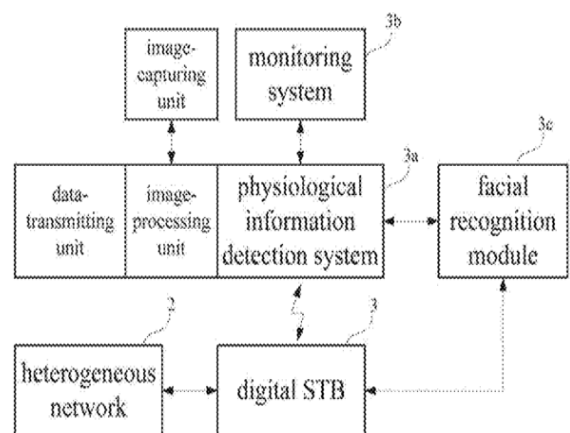 image-
capturing
unit
monitoring
system
3b
data-
transmitting
unit
image-
processing
unit
physiological
information
detection system
3a
facial
recognition
module
3c
heterogeneous
network
2
digital STB
3